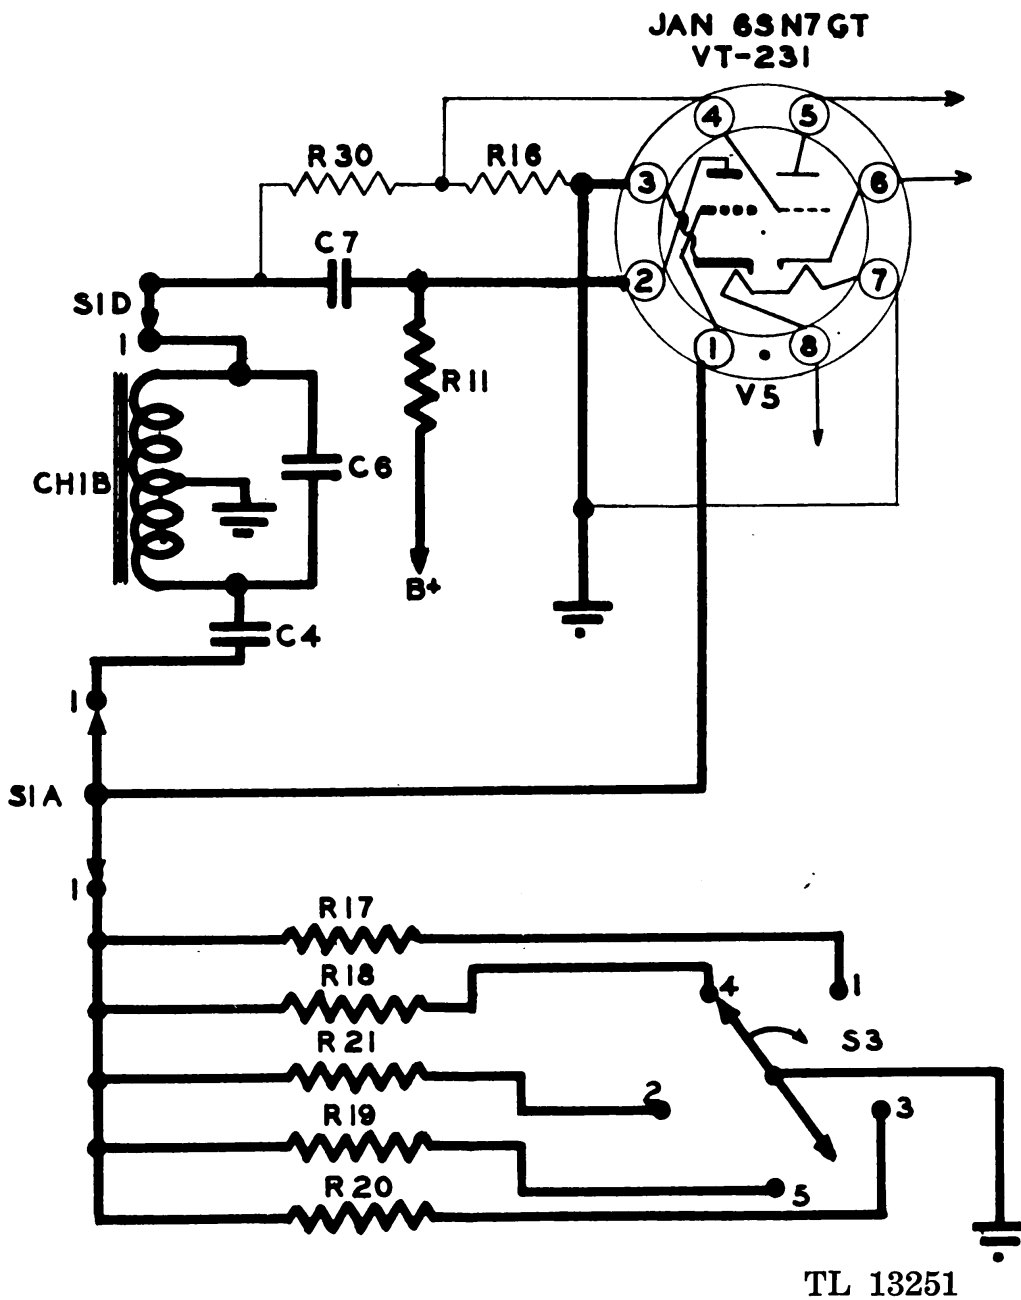 JAN 6SN7GT
VT-231
R30
R16
4
5
3
6
C7
2
7
S1D
1
1
8
R11
V5
C6
CH1B
B+
C4
1
S1A
1
R17
R18
4
1
S3
R21
2
3
R19
R20
5
TL 13251